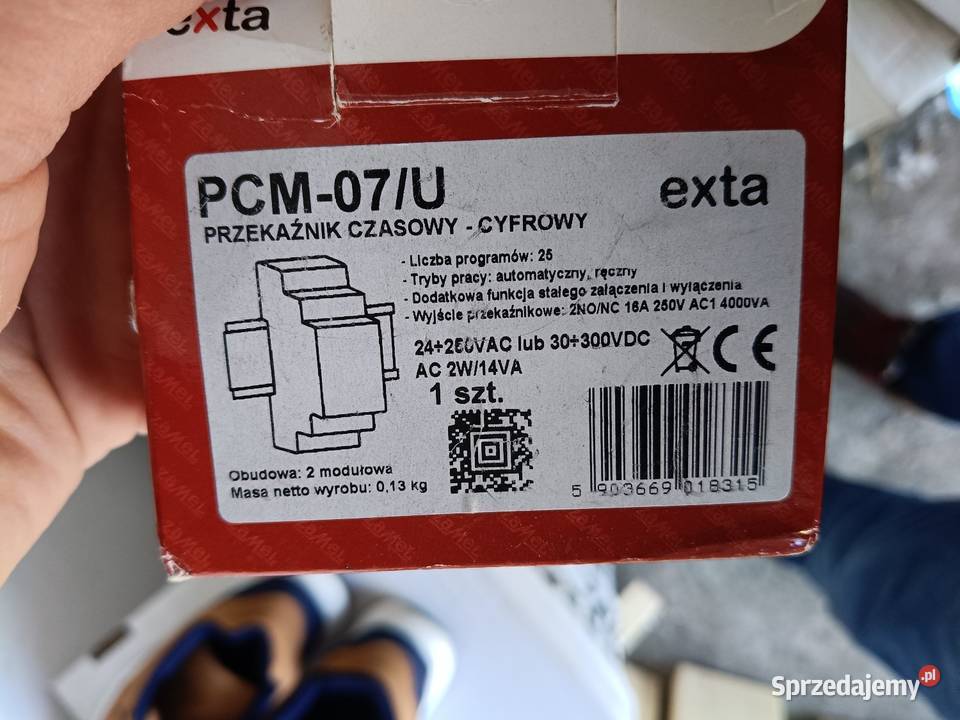 exta
PCM-07/U
exta
PRZEKAŹNIK CZASOWY - CYFROWY
- Liczba programów: 25
- Tryby pracy: automatyczny, ręczny
- Dodatkowa funkcja stałego załączenia i wyłączenia
- Wyjście przekaźnikowe: 2NO/NC 16A 250V AC1 4000VA
24÷250VAC lub 30÷300VDC
AC 2W/14VA
CE
1 szt.
Obudowa: 2 modułowa
Masa netto wyrobu: 0,13 kg
5 903669 018315
Sprzedajemy.pl